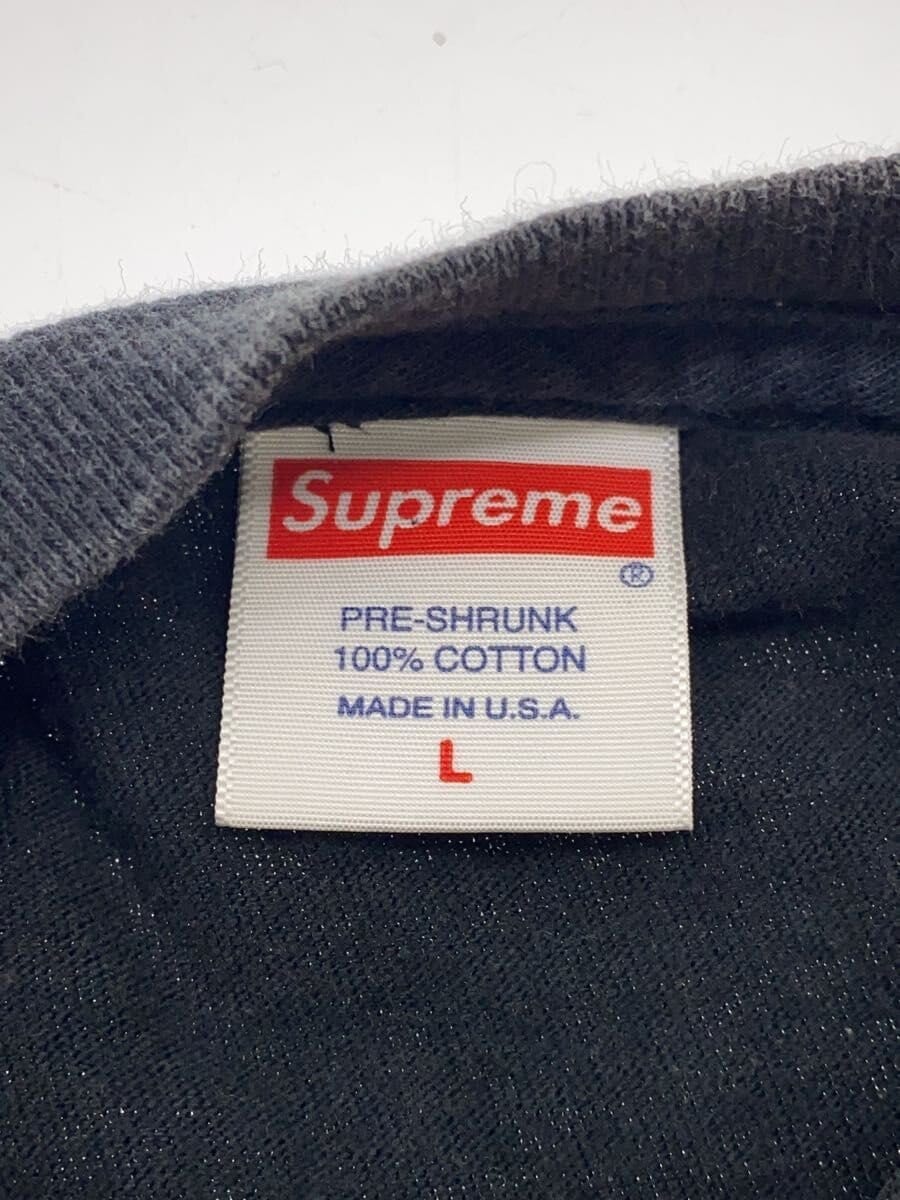 Supreme
®
PRE-SHRUNK
100% COTTON
MADE IN U.S.A.
L